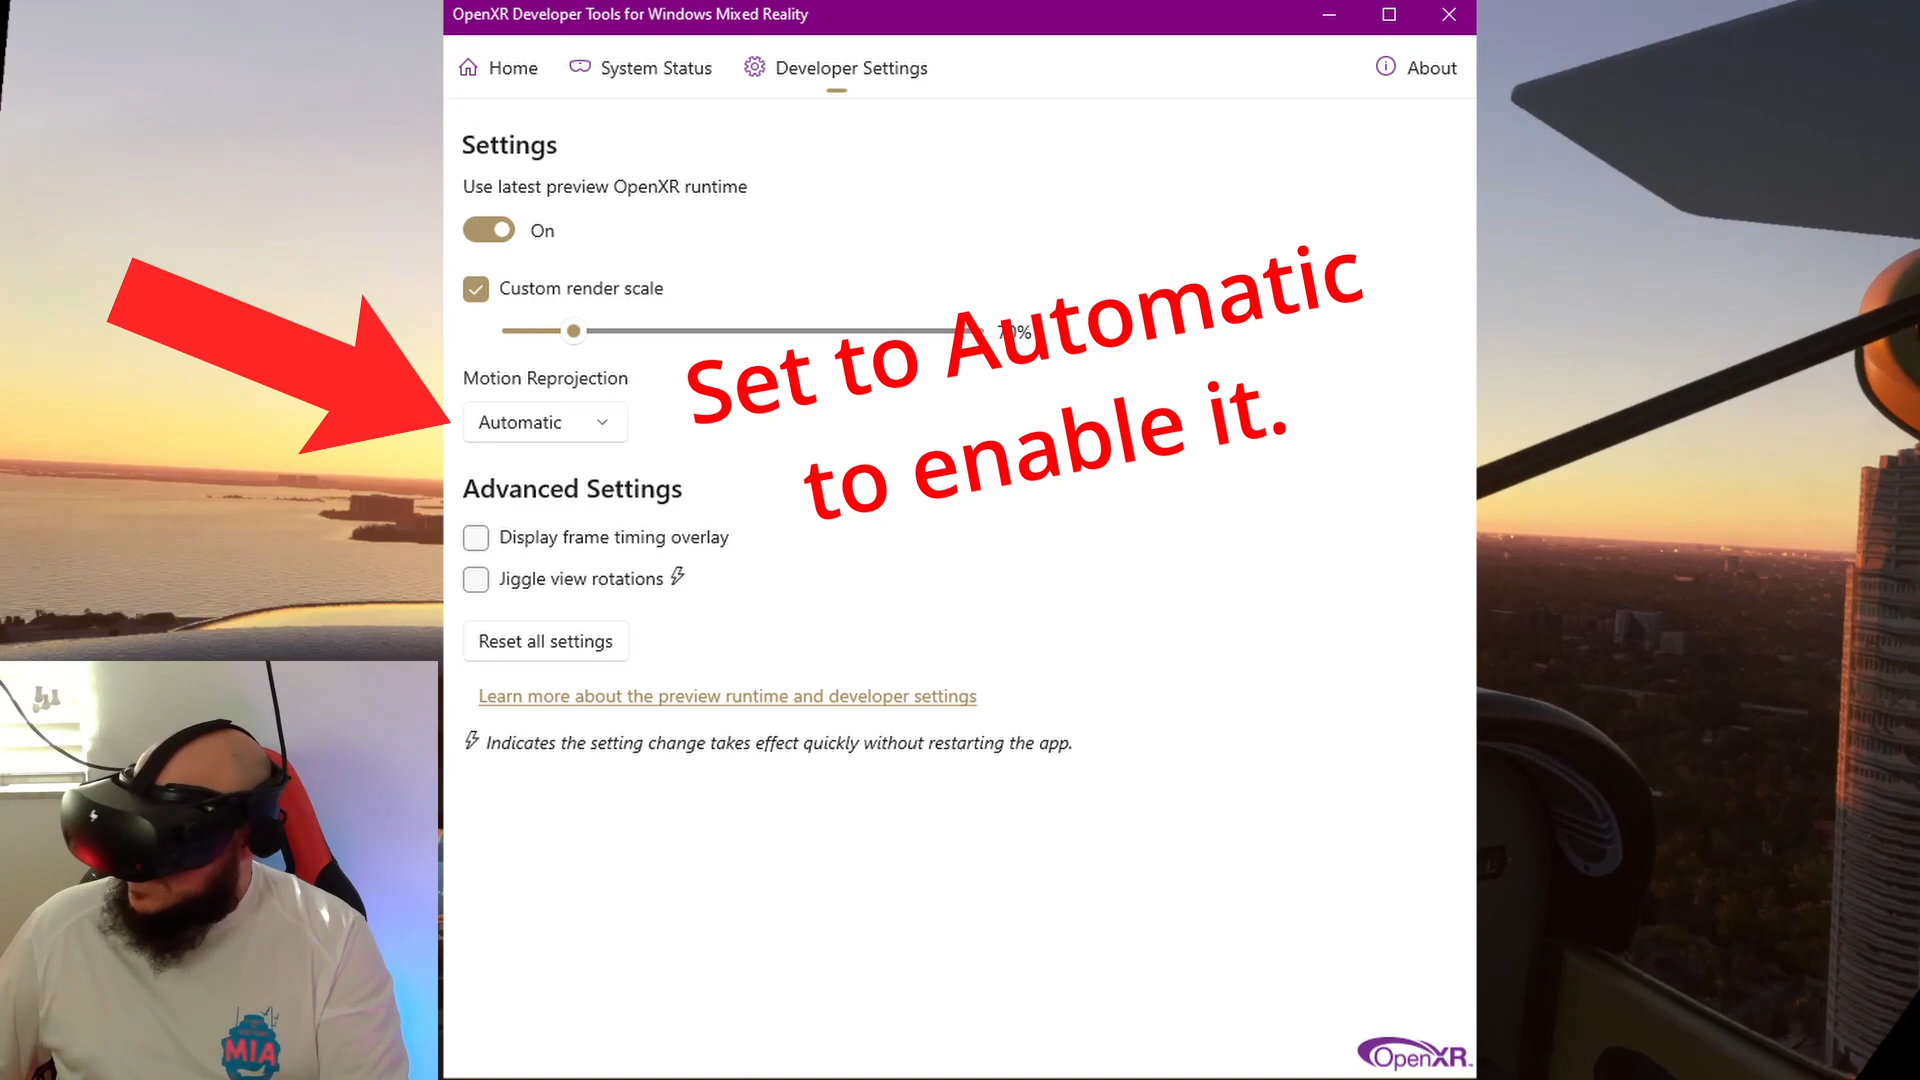 OpenXR Developer Tools for Windows Mixed Reality
Home
System Status
Developer Settings
About
Settings
Use latest preview OpenXR runtime
On
Custom render scale
70%
Set to Automatic
to enable it.
Motion Reprojection
Automatic
Advanced Settings
Display frame timing overlay
Jiggle view rotations
Reset all settings
Learn more about the preview runtime and developer settings
Indicates the setting change takes effect quickly without restarting the app.
MIA
OpenXR